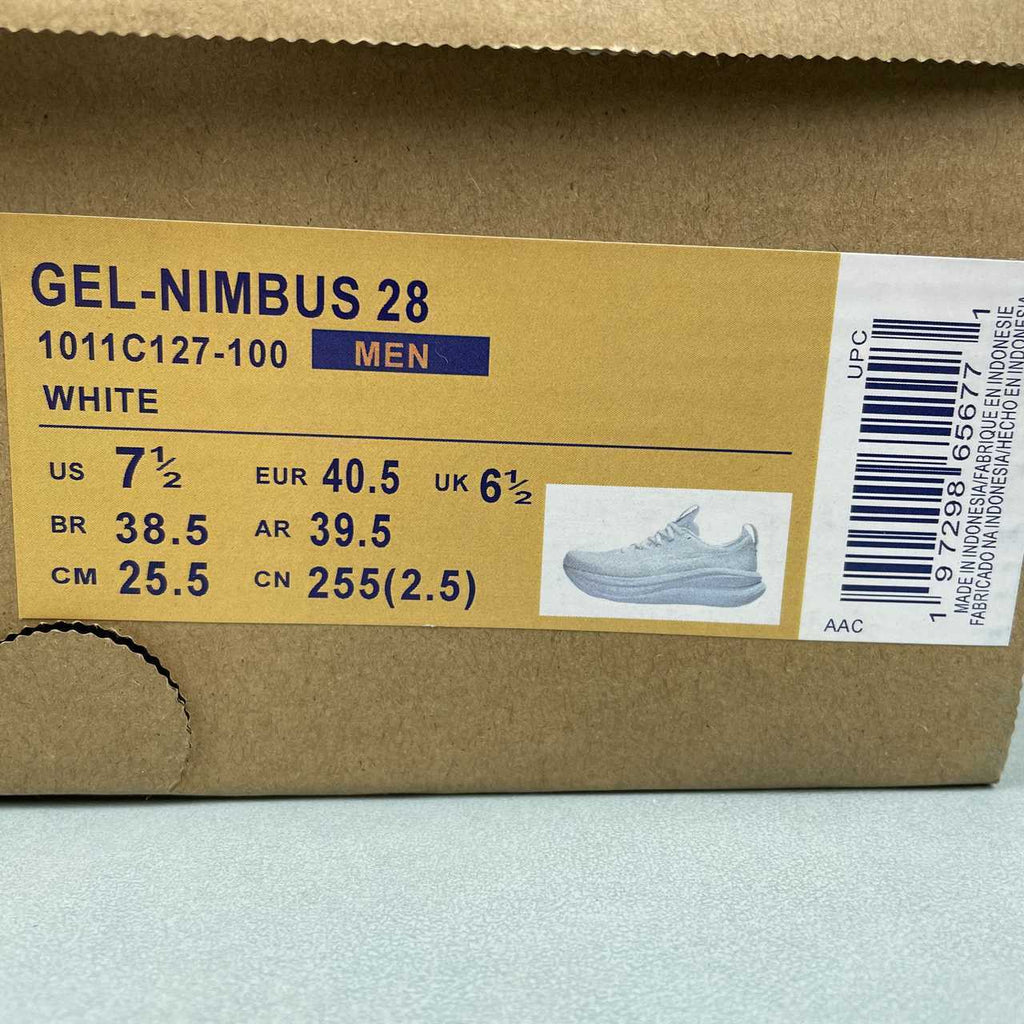 GEL-NIMBUS 28
1011C127-100 MEN
WHITE
US 7½ EUR 40.5 UK 6½
BR 38.5 AR 39.5
CM 25.5 CN 255(2.5)
UPC
1 97298 65677 1
AAC
MADE IN INDONESIA/FABRIQUE EN INDONESIE
FABRICADO NA INDONESIA/HECHO EN INDONESIA